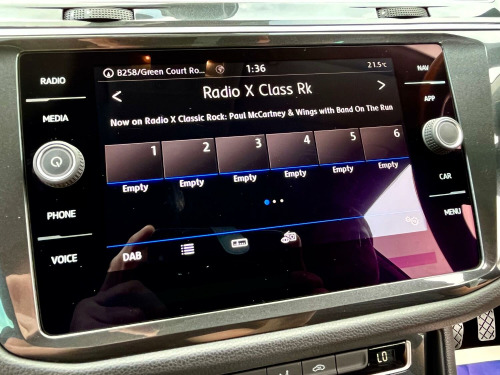 RADIO
MEDIA
PHONE
VOICE
B258/Green Court Ro... 1:36 21.5°C
< Radio X Class Rk >
Now on Radio X Classic Rock: Paul McCartney & Wings with Band On The Run
1 2 3 4 5 6
Empty Empty Empty Empty Empty Empty
DAB
NAV
APP
CAR
MENU
LO